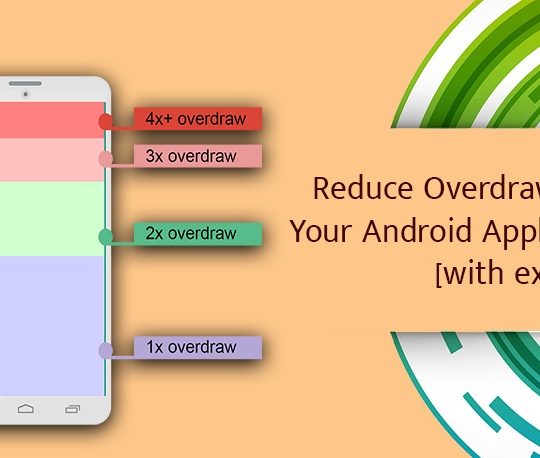 4x+ overdraw
3x overdraw
2x overdraw
1x overdraw
Reduce Overdraw
Your Android Appl
[with ex